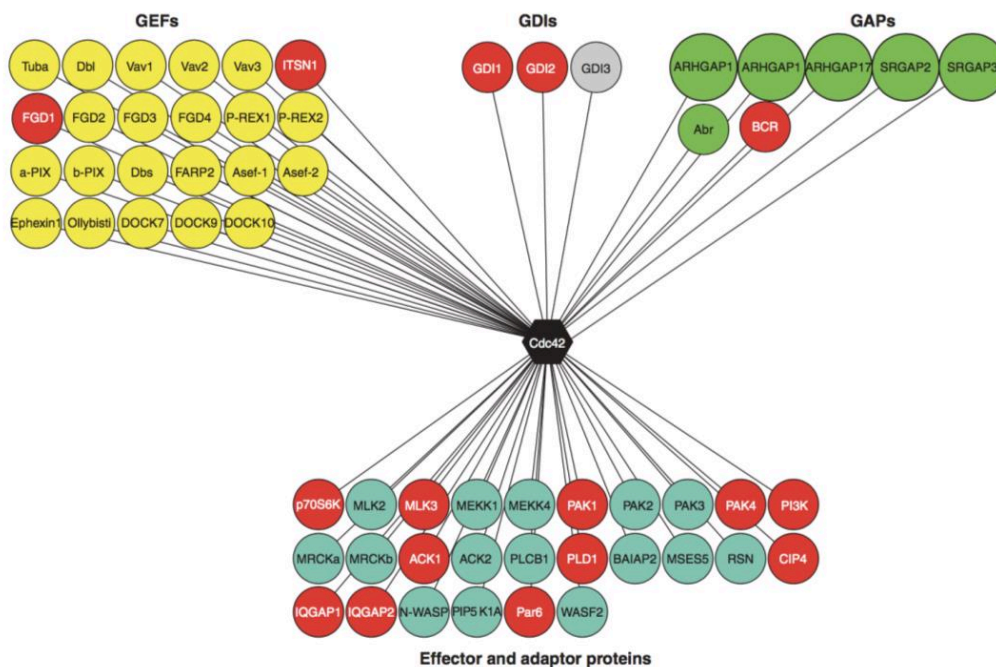 GEFs GDIs GAPs
Tuba Dbl Vav1 Vav2 Vav3 ITSN1 GDI1 GDI2 GDI3 ARHGAP1 ARHGAP1 ARHGAP17 SRGAP2 SRGAP3
FGD1 FGD2 FGD3 FGD4 P-REX1 P-REX2 Abr BCR
a-PIX b-PIX Dbs FARP2 Asef-1 Asef-2
Ephexin1 Ollybisti DOCK7 DOCK9 DOCK10
Cdc42
p70S6K MLK2 MLK3 MEKK1 MEKK4 PAK1 PAK2 PAK3 PAK4 PI3K
MRCKa MRCKb ACK1 ACK2 PLCB1 PLD1 BAIAP2 MSES5 RSN CIP4
IQGAP1 IQGAP2 N-WASP PIP5K1A Par6 WASF2
Effector and adaptor proteins